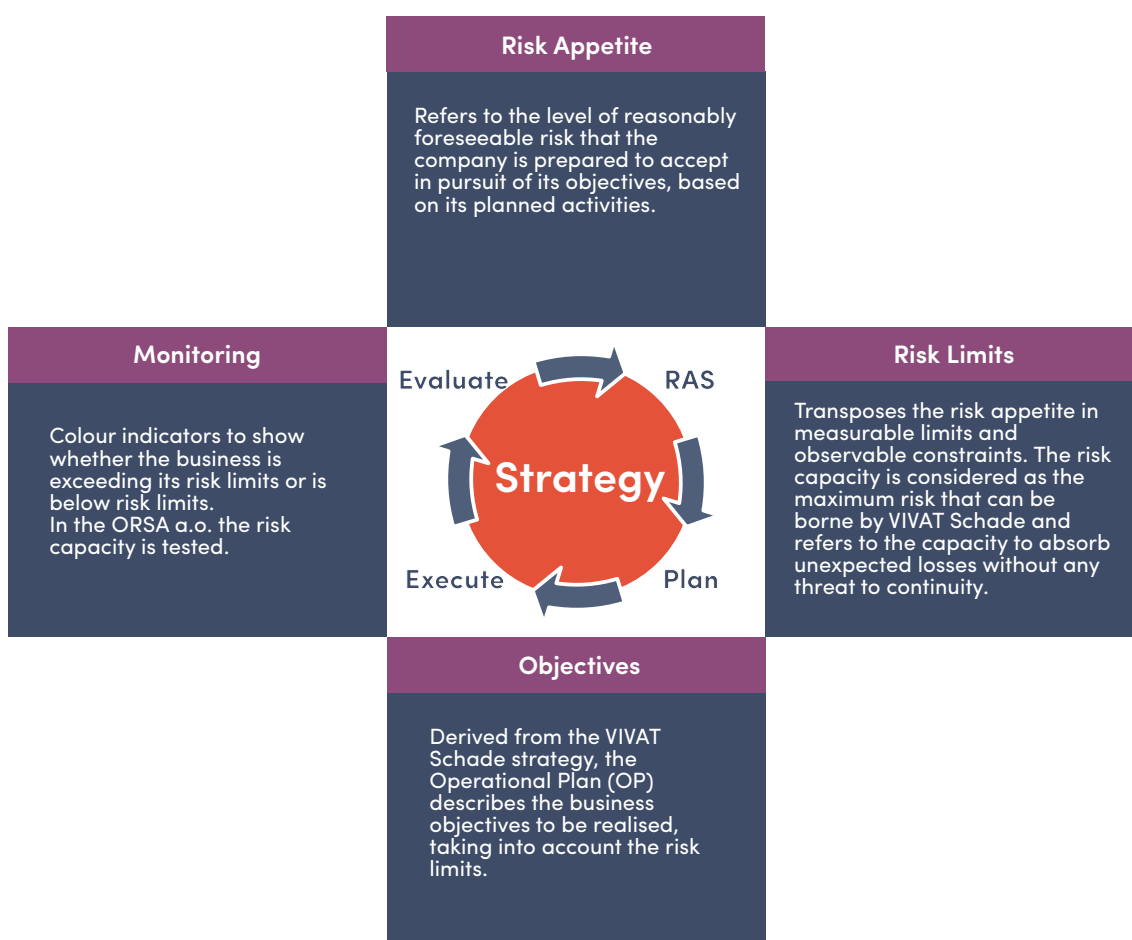 Risk Appetite
Refers to the level of reasonably
foreseeable risk that the
company is prepared to accept
in pursuit of its objectives, based
on its planned activities.
Monitoring
Colour indicators to show
whether the business is
exceeding its risk limits or is
below risk limits.
In the ORSA a.o. the risk
capacity is tested.
Evaluate
RAS
Strategy
Execute
Plan
Risk Limits
Transposes the risk appetite in
measurable limits and
observable constraints. The risk
capacity is considered as the
maximum risk that can be
borne by VIVAT Schade and
refers to the capacity to absorb
unexpected losses without any
threat to continuity.
Objectives
Derived from the VIVAT
Schade strategy, the
Operational Plan (OP)
describes the business
objectives to be realised,
taking into account the risk
limits.